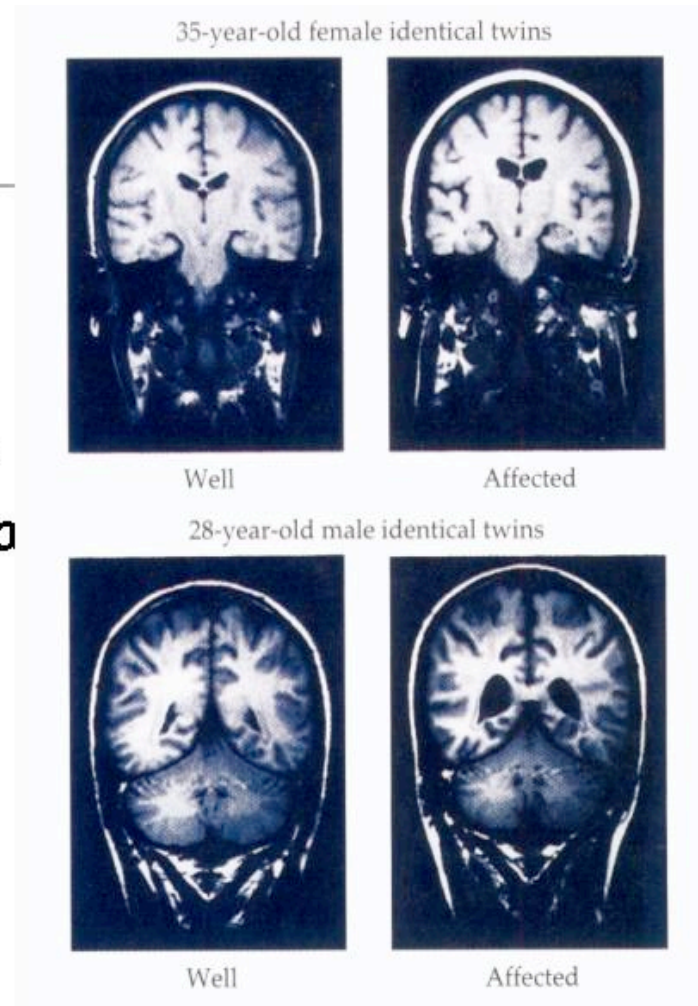 35-year-old female identical twins
Well Affected
a
28-year-old male identical twins
Well Affected